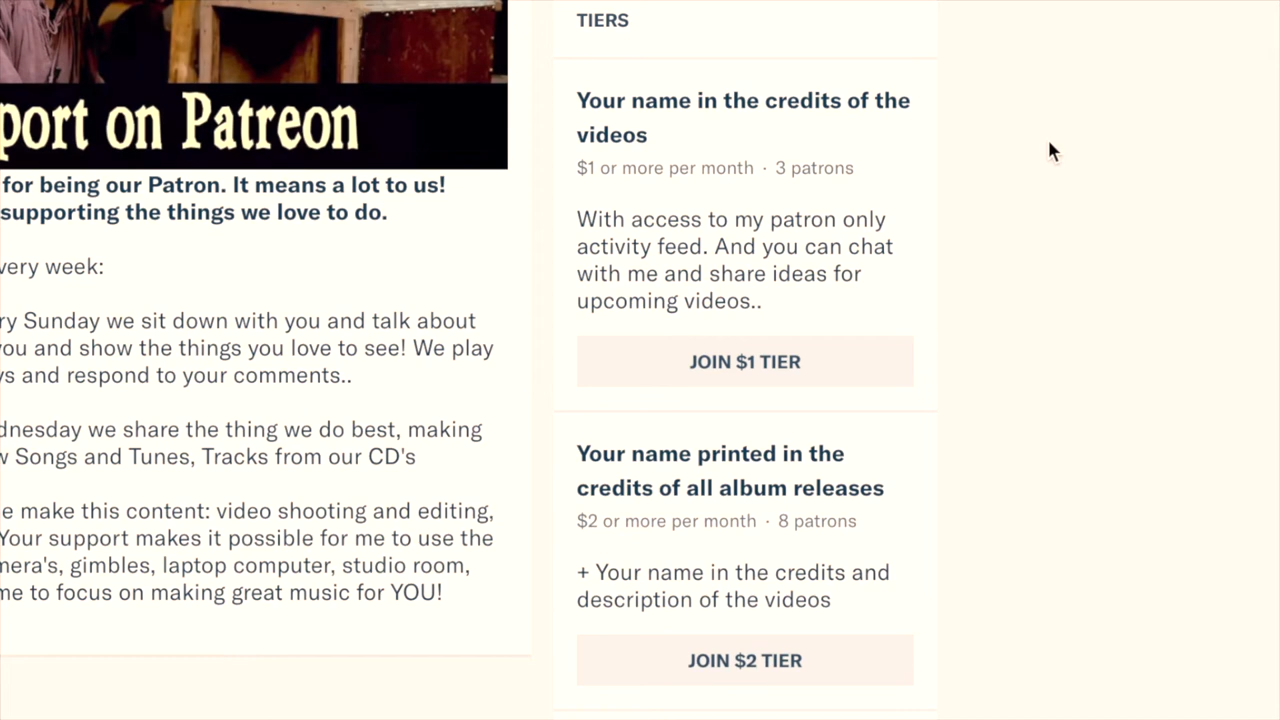 port on Patreon
for being our Patron. It means a lot to us!
supporting the things we love to do.
very week:
ry Sunday we sit down with you and talk about
you and show the things you love to see! We play
ys and respond to your comments..
dnesday we share the thing we do best, making
w Songs and Tunes, Tracks from our CD's
e make this content: video shooting and editing,
Your support makes it possible for me to use the
mera's, gimbles, laptop computer, studio room,
me to focus on making great music for YOU!
TIERS
Your name in the credits of the
videos
$1 or more per month · 3 patrons
With access to my patron only
activity feed. And you can chat
with me and share ideas for
upcoming videos..
JOIN $1 TIER
Your name printed in the
credits of all album releases
$2 or more per month · 8 patrons
+ Your name in the credits and
description of the videos
JOIN $2 TIER